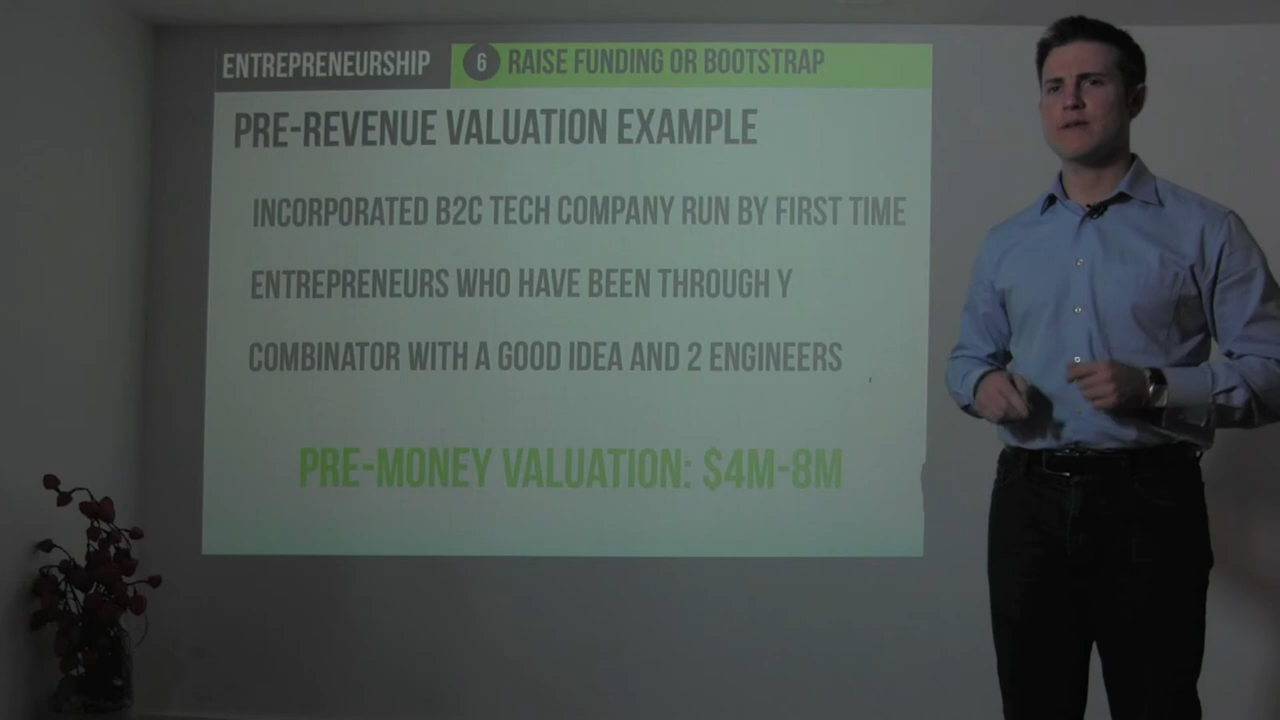 ENTREPRENEURSHIP
6 RAISE FUNDING OR BOOTSTRAP
PRE-REVENUE VALUATION EXAMPLE
INCORPORATED B2C TECH COMPANY RUN BY FIRST TIME
ENTREPRENEURS WHO HAVE BEEN THROUGH Y
COMBINATOR WITH A GOOD IDEA AND 2 ENGINEERS
PRE-MONEY VALUATION: $4M-8M